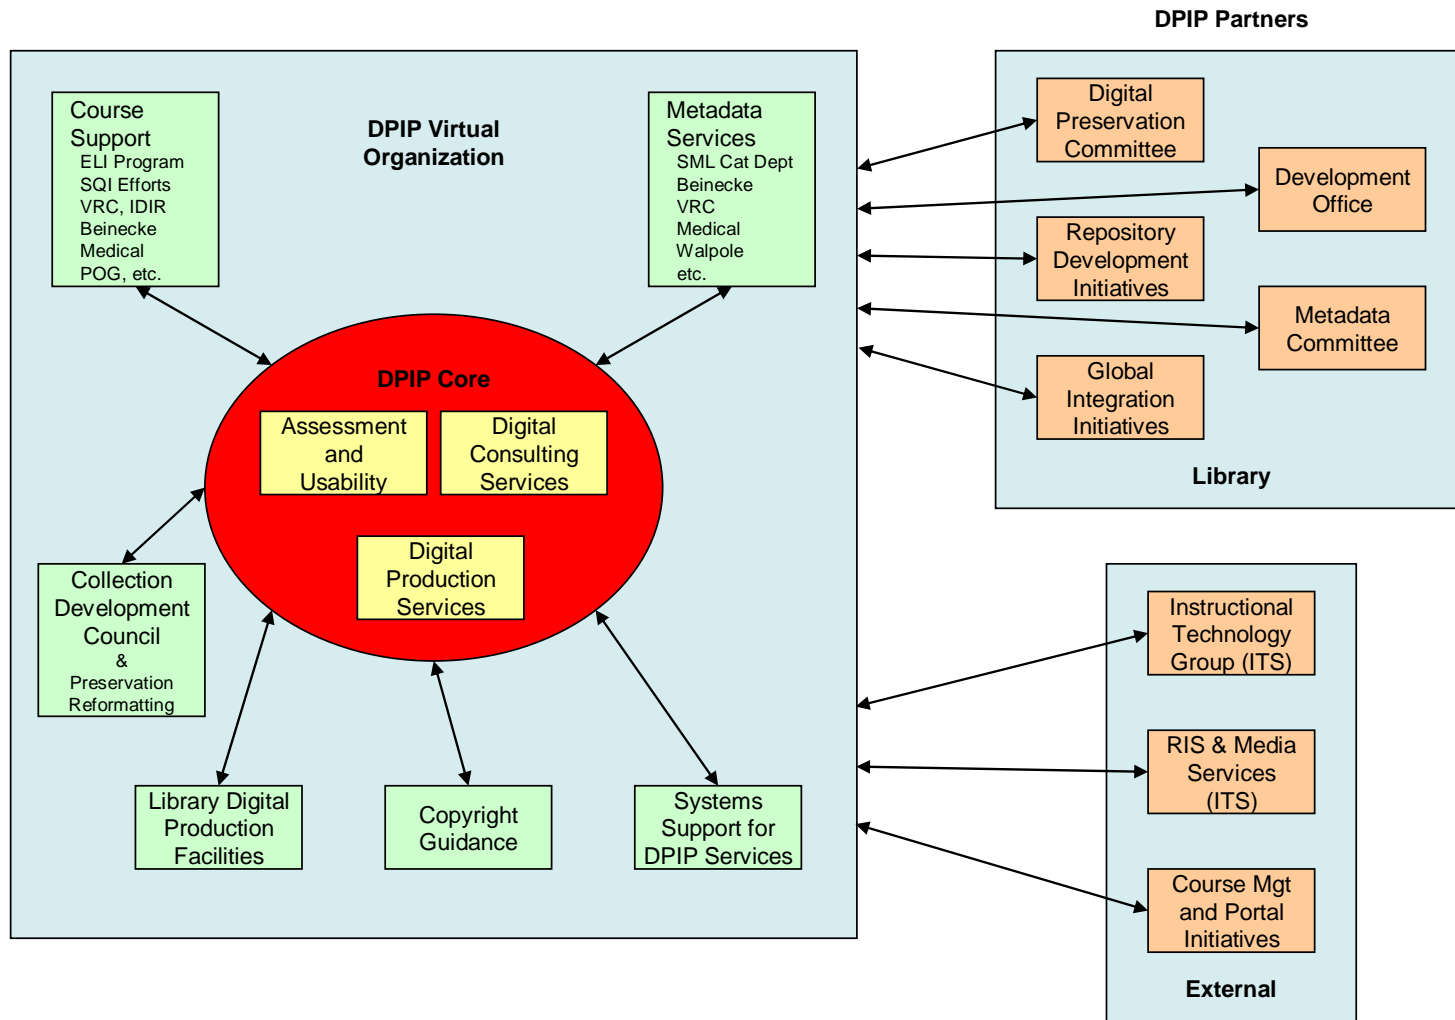 DPIP Partners
DPIP Virtual
Organization
Course
Support
ELI Program
SQI Efforts
VRC, IDIR
Beinecke
Medical
POG, etc.
Metadata
Services
SML Cat Dept
Beinecke
VRC
Medical
Walpole
etc.
DPIP Core
Assessment
and
Usability
Digital
Consulting
Services
Digital
Production
Services
Collection
Development
Council
&
Preservation
Reformatting
Library Digital
Production
Facilities
Copyright
Guidance
Systems
Support for
DPIP Services
Digital
Preservation
Committee
Development
Office
Repository
Development
Initiatives
Metadata
Committee
Global
Integration
Initiatives
Library
Instructional
Technology
Group (ITS)
RIS & Media
Services
(ITS)
Course Mgt
and Portal
Initiatives
External